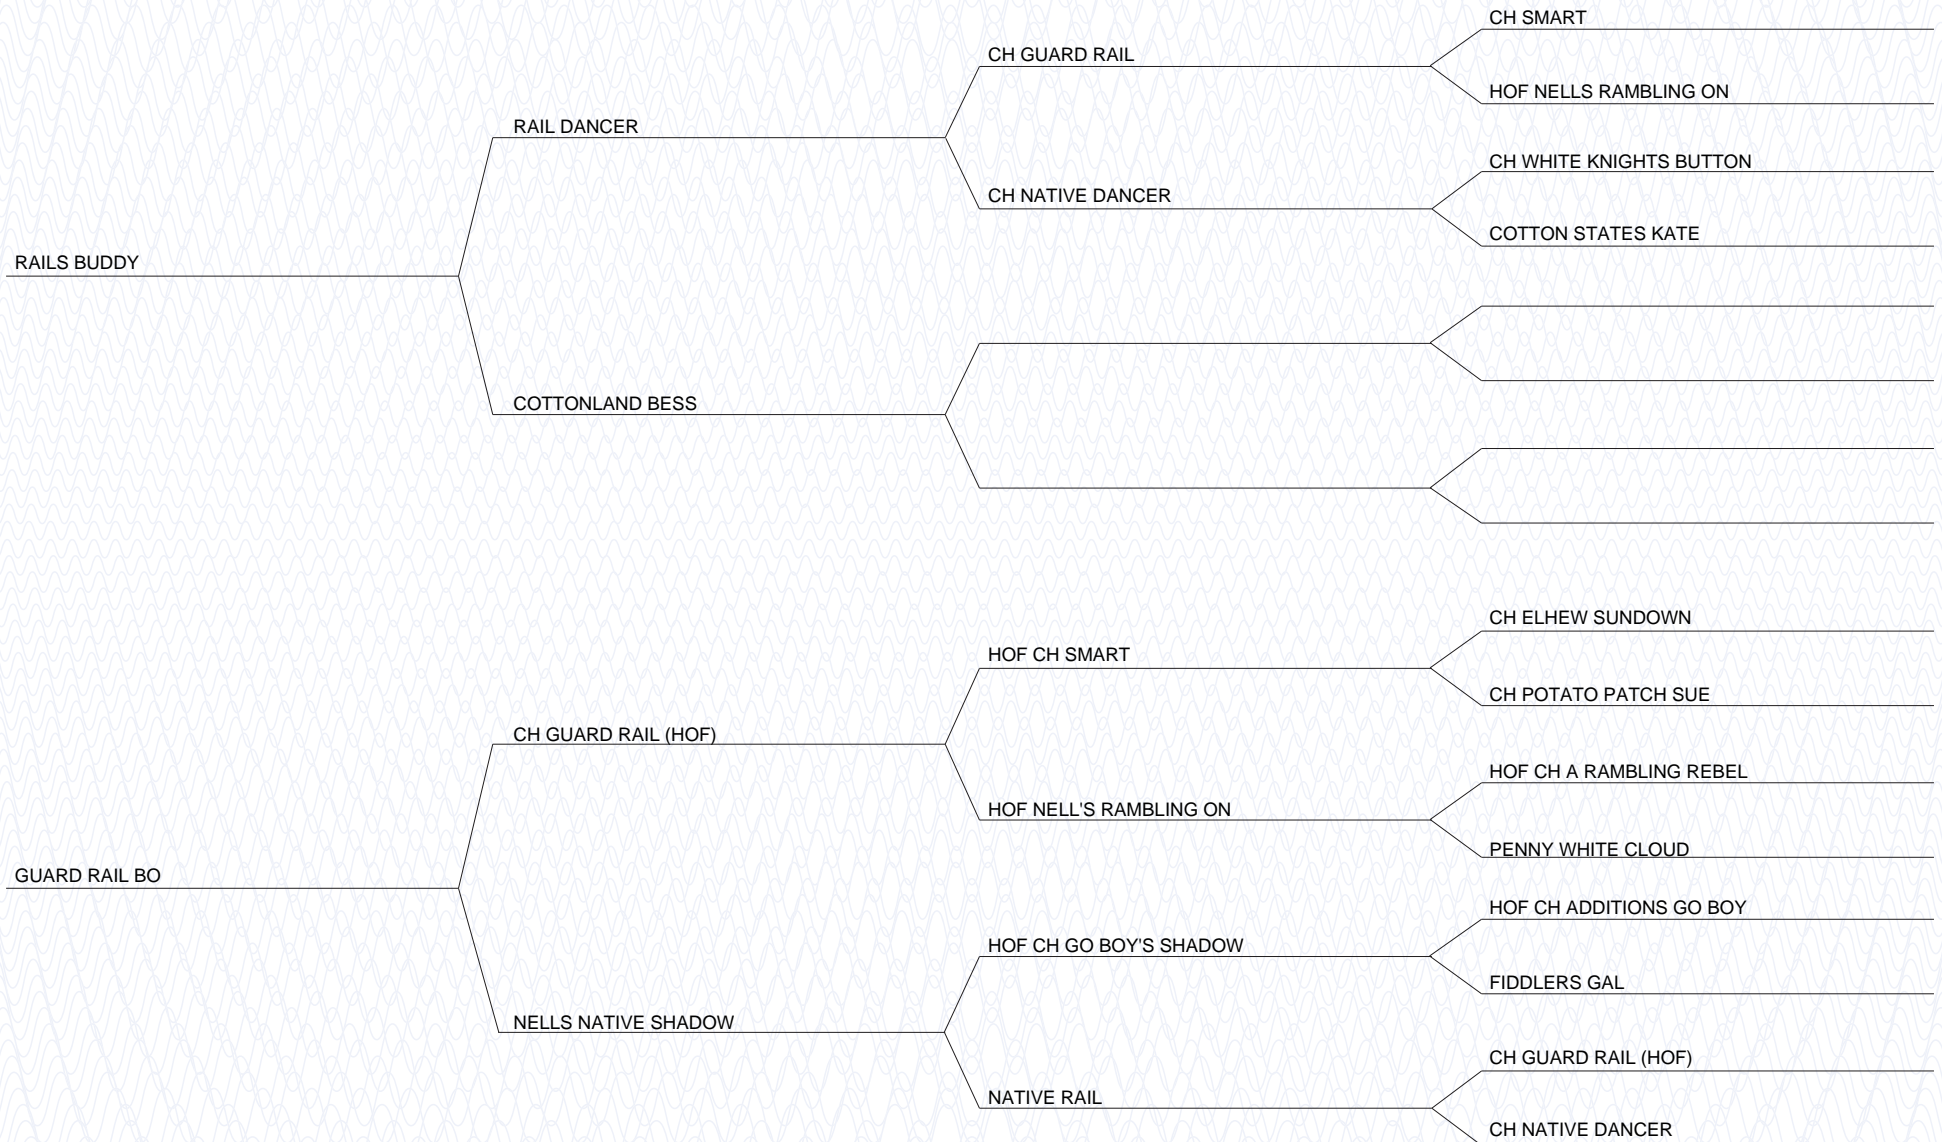 CH SMART
CH GUARD RAIL
HOF NELLS RAMBLING ON
RAIL DANCER
CH WHITE KNIGHTS BUTTON
CH NATIVE DANCER
COTTON STATES KATE
RAILS BUDDY
COTTONLAND BESS
CH ELHEW SUNDOWN
HOF CH SMART
CH POTATO PATCH SUE
CH GUARD RAIL (HOF)
HOF CH A RAMBLING REBEL
HOF NELL'S RAMBLING ON
PENNY WHITE CLOUD
GUARD RAIL BO
HOF CH ADDITIONS GO BOY
HOF CH GO BOY'S SHADOW
FIDDLERS GAL
NELLS NATIVE SHADOW
CH GUARD RAIL (HOF)
NATIVE RAIL
CH NATIVE DANCER